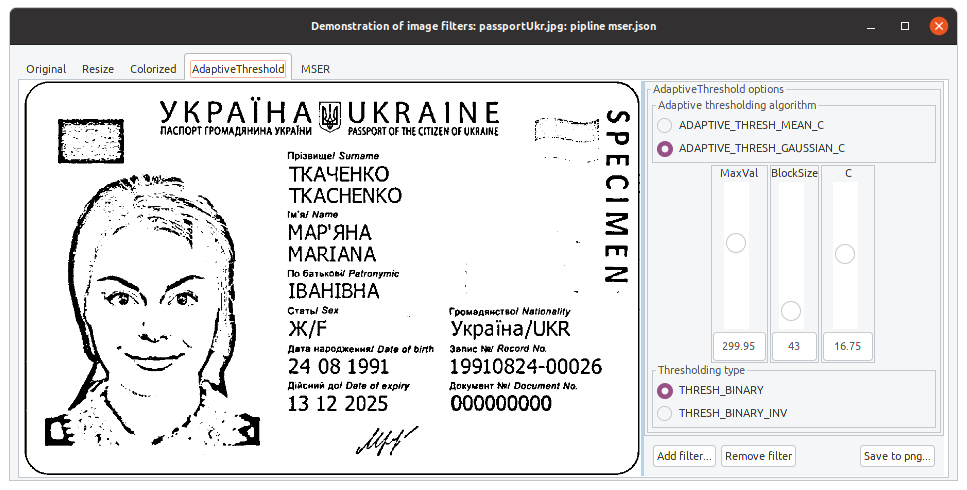 Demonstration of image filters: passportUkr.jpg: pipline mser.json
Original Resize Colorized AdaptiveThreshold MSER
УКРАЇНА UKRAINE
ПАСПОРТ ГРОМАДЯНИНА УКРАЇНИ PASSPORT OF THE CITIZEN OF UKRAINE
SPECIMEN
Прізвище/ Surname
ТКАЧЕНКО
TKACHENKO
Ім'я/ Name
МАР'ЯНА
MARIANA
По батькові/ Patronymic
ІВАНІВНА
Стать/ Sex
Ж/F
Громадянство/ Nationality
Україна/UKR
Дата народження/ Date of birth
24 08 1991
Запис №/ Record No.
19910824-00026
Дійсний до/ Date of expiry
13 12 2025
Документ №/ Document No.
000000000
AdaptiveThreshold options
Adaptive thresholding algorithm
ADAPTIVE_THRESH_MEAN_C
ADAPTIVE_THRESH_GAUSSIAN_C
MaxVal BlockSize C
299.95 43 16.75
Thresholding type
THRESH_BINARY
THRESH_BINARY_INV
Add filter... Remove filter Save to png...